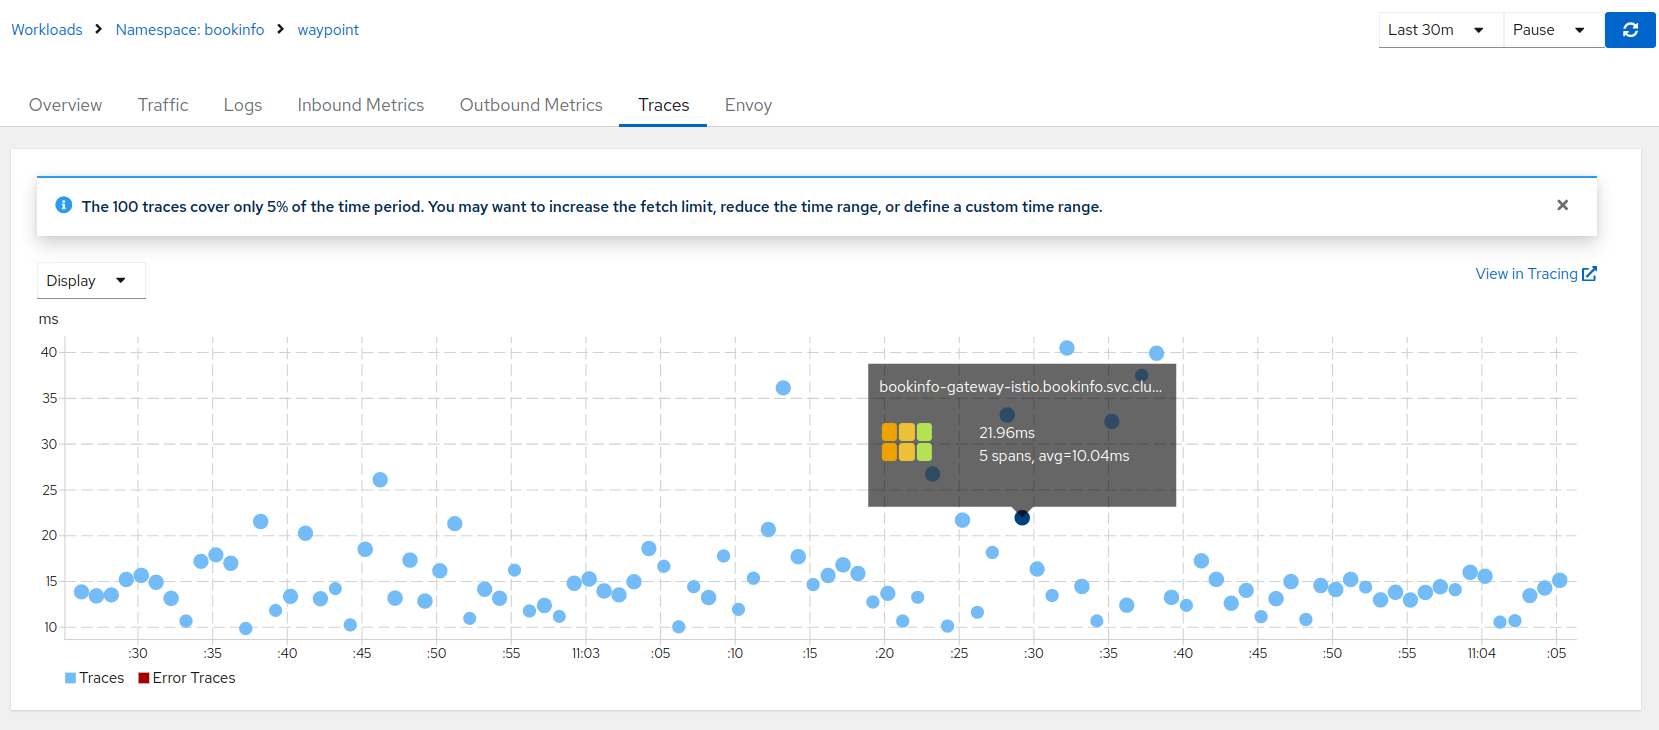 Workloads > Namespace: bookinfo > waypoint
Last 30m
Pause
Overview Traffic Logs Inbound Metrics Outbound Metrics Traces Envoy
The 100 traces cover only 5% of the time period. You may want to increase the fetch limit, reduce the time range, or define a custom time range.
Display
View in Tracing
ms
40
35
30
25
20
15
10
bookinfo-gateway-istio.bookinfo.svc.clu...
21.96ms
5 spans, avg=10.04ms
:30 :35 :40 :45 :50 :55 11:03 :05 :10 :15 :20 :25 :30 :35 :40 :45 :50 :55 11:04 :05
Traces Error Traces